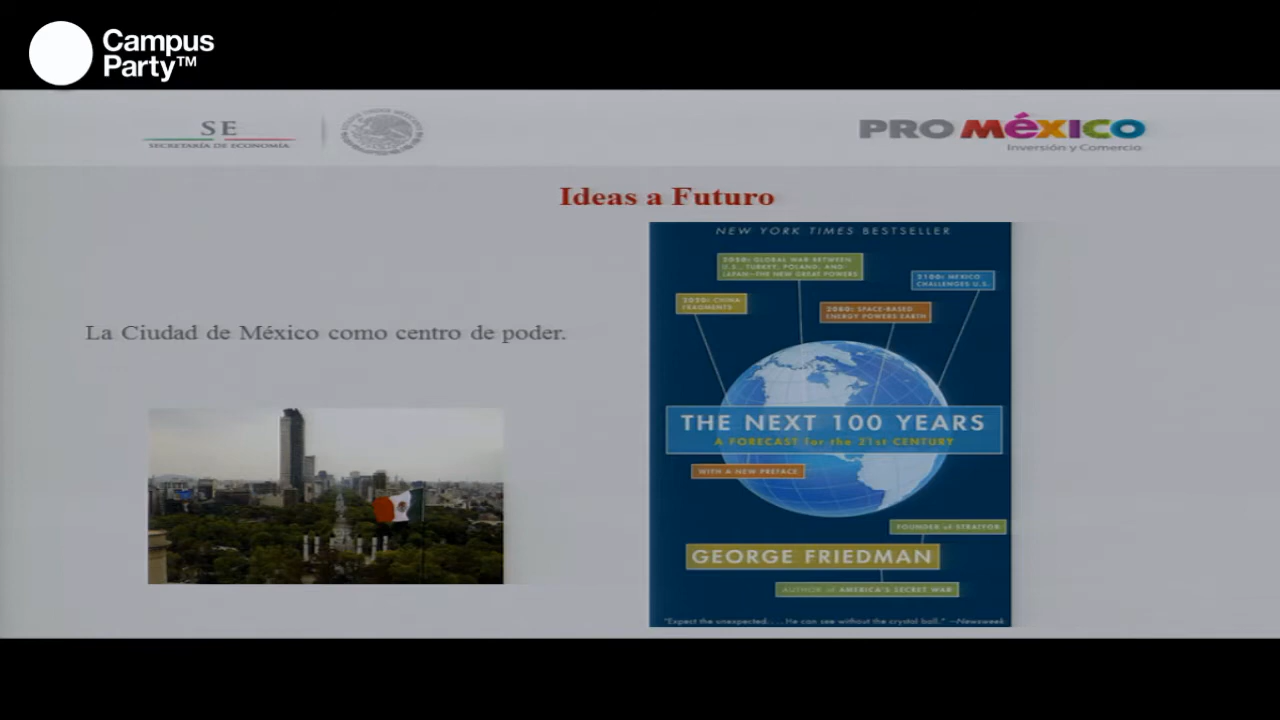 Campus
Party™
SE
SECRETARÍA DE ECONOMÍA
PRO MéXICO
Inversión y Comercio
Ideas a Futuro
La Ciudad de México como centro de poder.
NEW YORK TIMES BESTSELLER
2050: GLOBAL WAR BETWEEN
U.S., TURKEY, POLAND, AND
JAPAN—THE NEW GREAT POWERS
2100: MEXICO
CHALLENGES U.S.
2020: CHINA
FRAGMENTS
2080: SPACE-BASED
ENERGY POWERS EARTH
THE NEXT 100 YEARS
A FORECAST for the 21st CENTURY
WITH A NEW PREFACE
FOUNDER of STRATFOR
GEORGE FRIEDMAN
AUTHOR of AMERICA'S SECRET WAR
"Expect the unexpected. . . . He can see without the crystal ball." —Newsweek